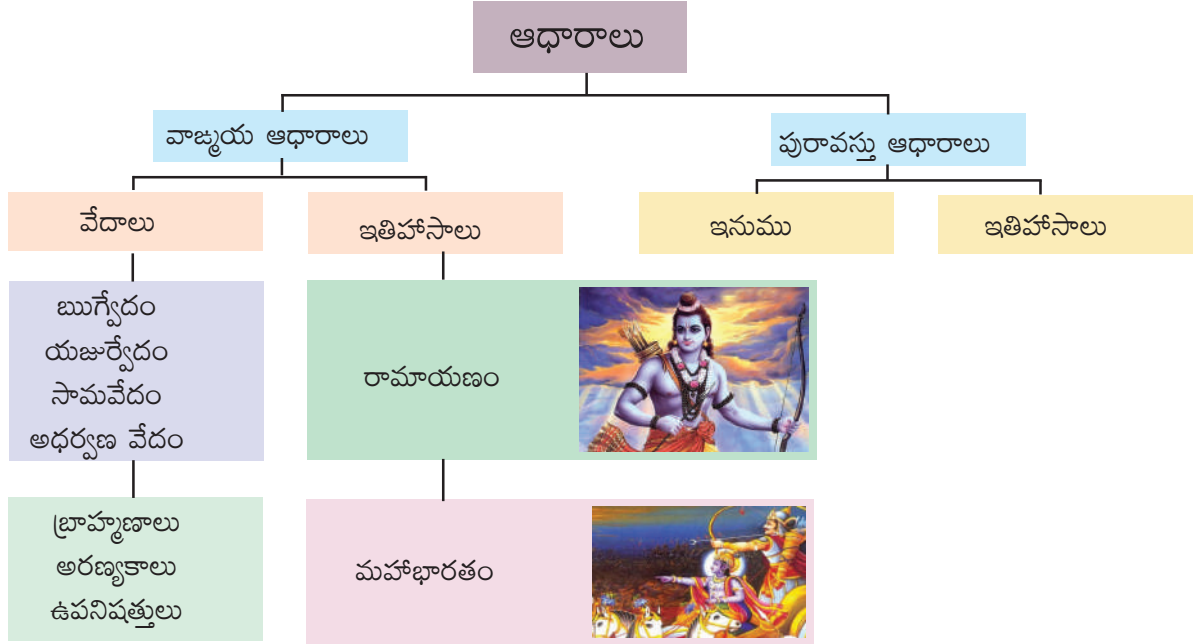 ఆధారాలు
వాఙ్మయ ఆధారాలు
పురావస్తు ఆధారాలు
వేదాలు
ఇతిహాసాలు
ఇనుము
ఇతిహాసాలు
ఋగ్వేదం
యజుర్వేదం
సామవేదం
అధర్వణ వేదం
రామాయణం
బ్రాహ్మణాలు
అరణ్యకాలు
ఉపనిషత్తులు
మహాభారతం